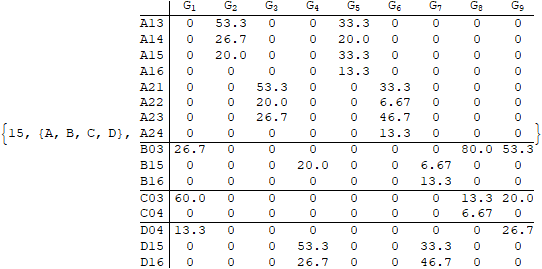 G₁ G₂ G₃ G₄ G₅ G₆ G₇ G₈ G₉
A13 0 53.3 0 0 33.3 0 0 0 0
A14 0 26.7 0 0 20.0 0 0 0 0
A15 0 20.0 0 0 33.3 0 0 0 0
A16 0 0 0 0 13.3 0 0 0 0
A21 0 0 53.3 0 0 33.3 0 0 0
A22 0 0 20.0 0 0 6.67 0 0 0
A23 0 0 26.7 0 0 46.7 0 0 0
{15, {A, B, C, D}, A24 0 0 0 0 0 13.3 0 0 0 }
B03 26.7 0 0 0 0 0 0 80.0 53.3
B15 0 0 0 20.0 0 0 6.67 0 0
B16 0 0 0 0 0 0 13.3 0 0
C03 60.0 0 0 0 0 0 0 13.3 20.0
C04 0 0 0 0 0 0 0 6.67 0
D04 13.3 0 0 0 0 0 0 0 26.7
D15 0 0 0 53.3 0 0 33.3 0 0
D16 0 0 0 26.7 0 0 46.7 0 0